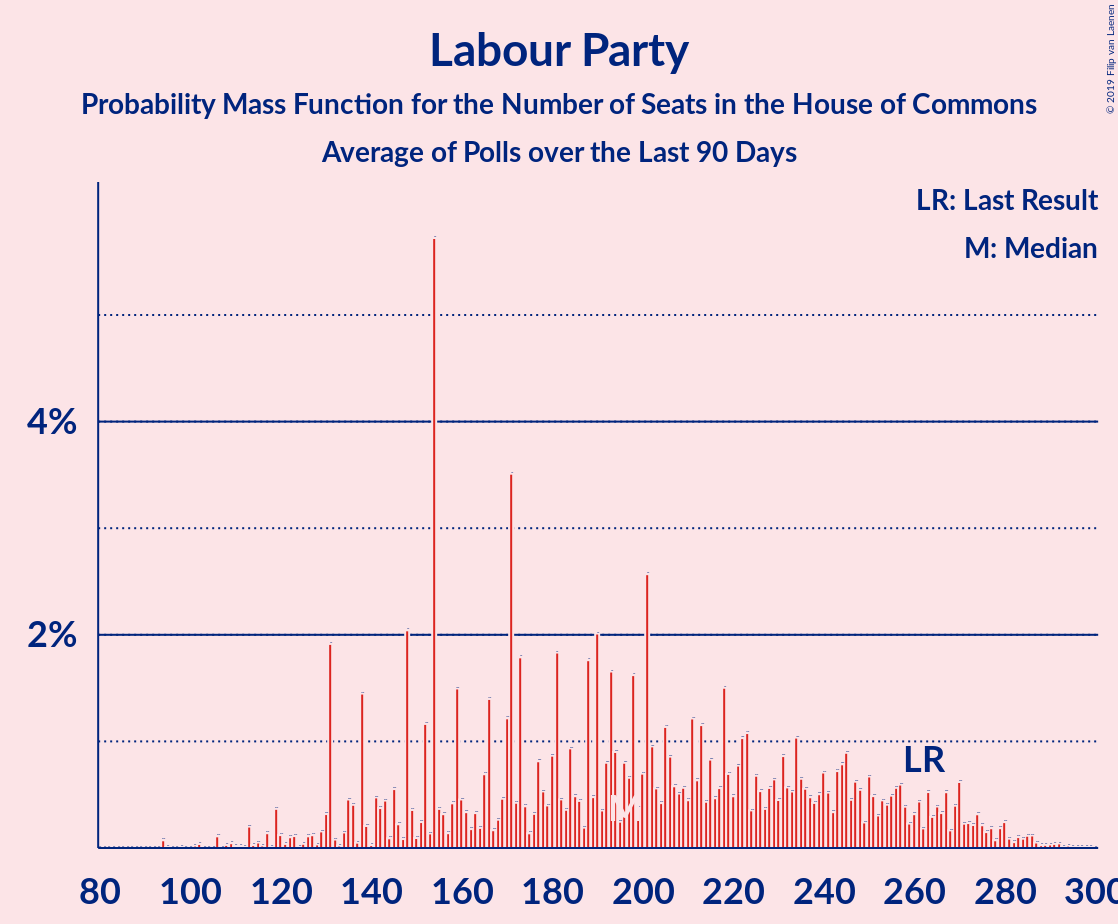 Labour Party
Probability Mass Function for the Number of Seats in the House of Commons
Average of Polls over the Last 90 Days
© 2019 Filip van Laenen
LR: Last Result
M: Median
4%
2%
LR
M
80 100 120 140 160 180 200 220 240 260 280 300